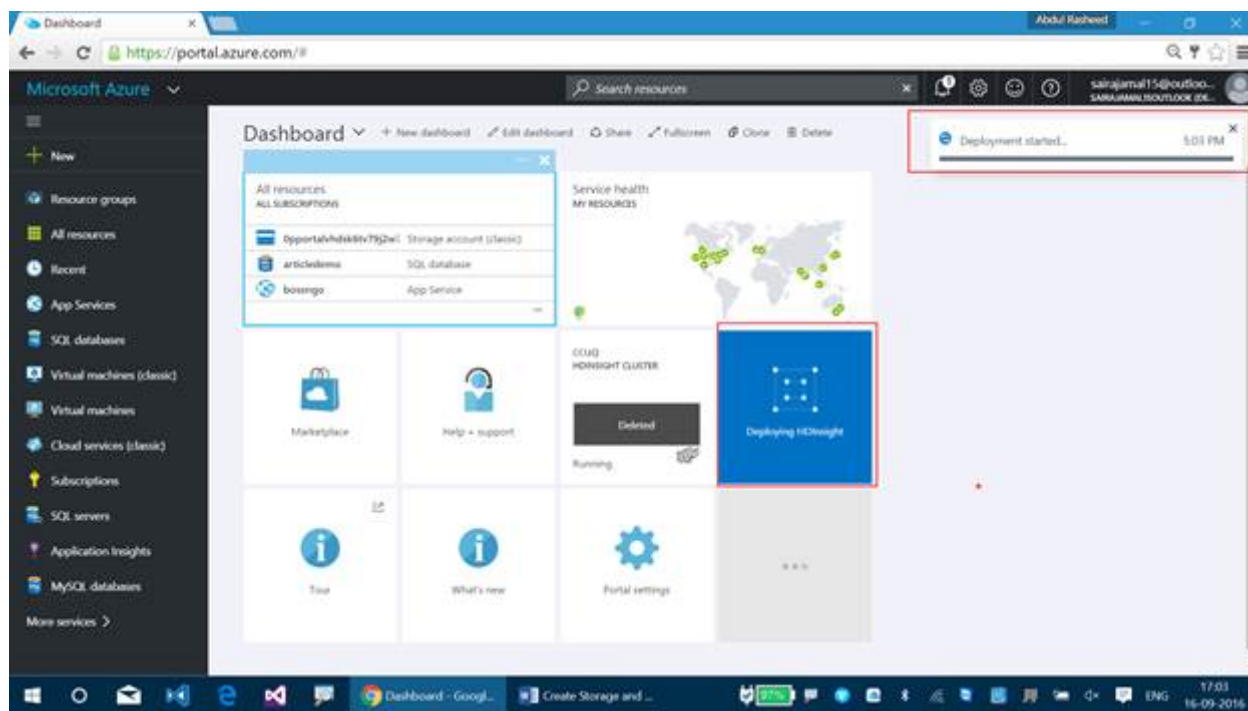 Dashboard
Abdul Rasheed
https://portal.azure.com/#
Microsoft Azure
Search resources
sairajamal15@outloo...
New
Resource groups
All resources
Recent
App Services
SQL databases
Virtual machines (classic)
Virtual machines
Cloud services (classic)
Subscriptions
SQL servers
Application Insights
MySQL databases
More services >
Dashboard
+ New dashboard
Edit dashboard
Share
Fullscreen
Clone
Delete
Deployment started...
5:03 PM
All resources
ALL SUBSCRIPTIONS
Storage account (classic)
articledemo
SQL database
bosengo
App Service
Service health
MY RESOURCES
Marketplace
Help + support
HDINSIGHT CLUSTER
Deleted
Running
Deploying HDInsight
Tour
What's new
Portal settings
Dashboard - Googl...
Create Storage and ...
97%
ENG
17:03
16-09-2016